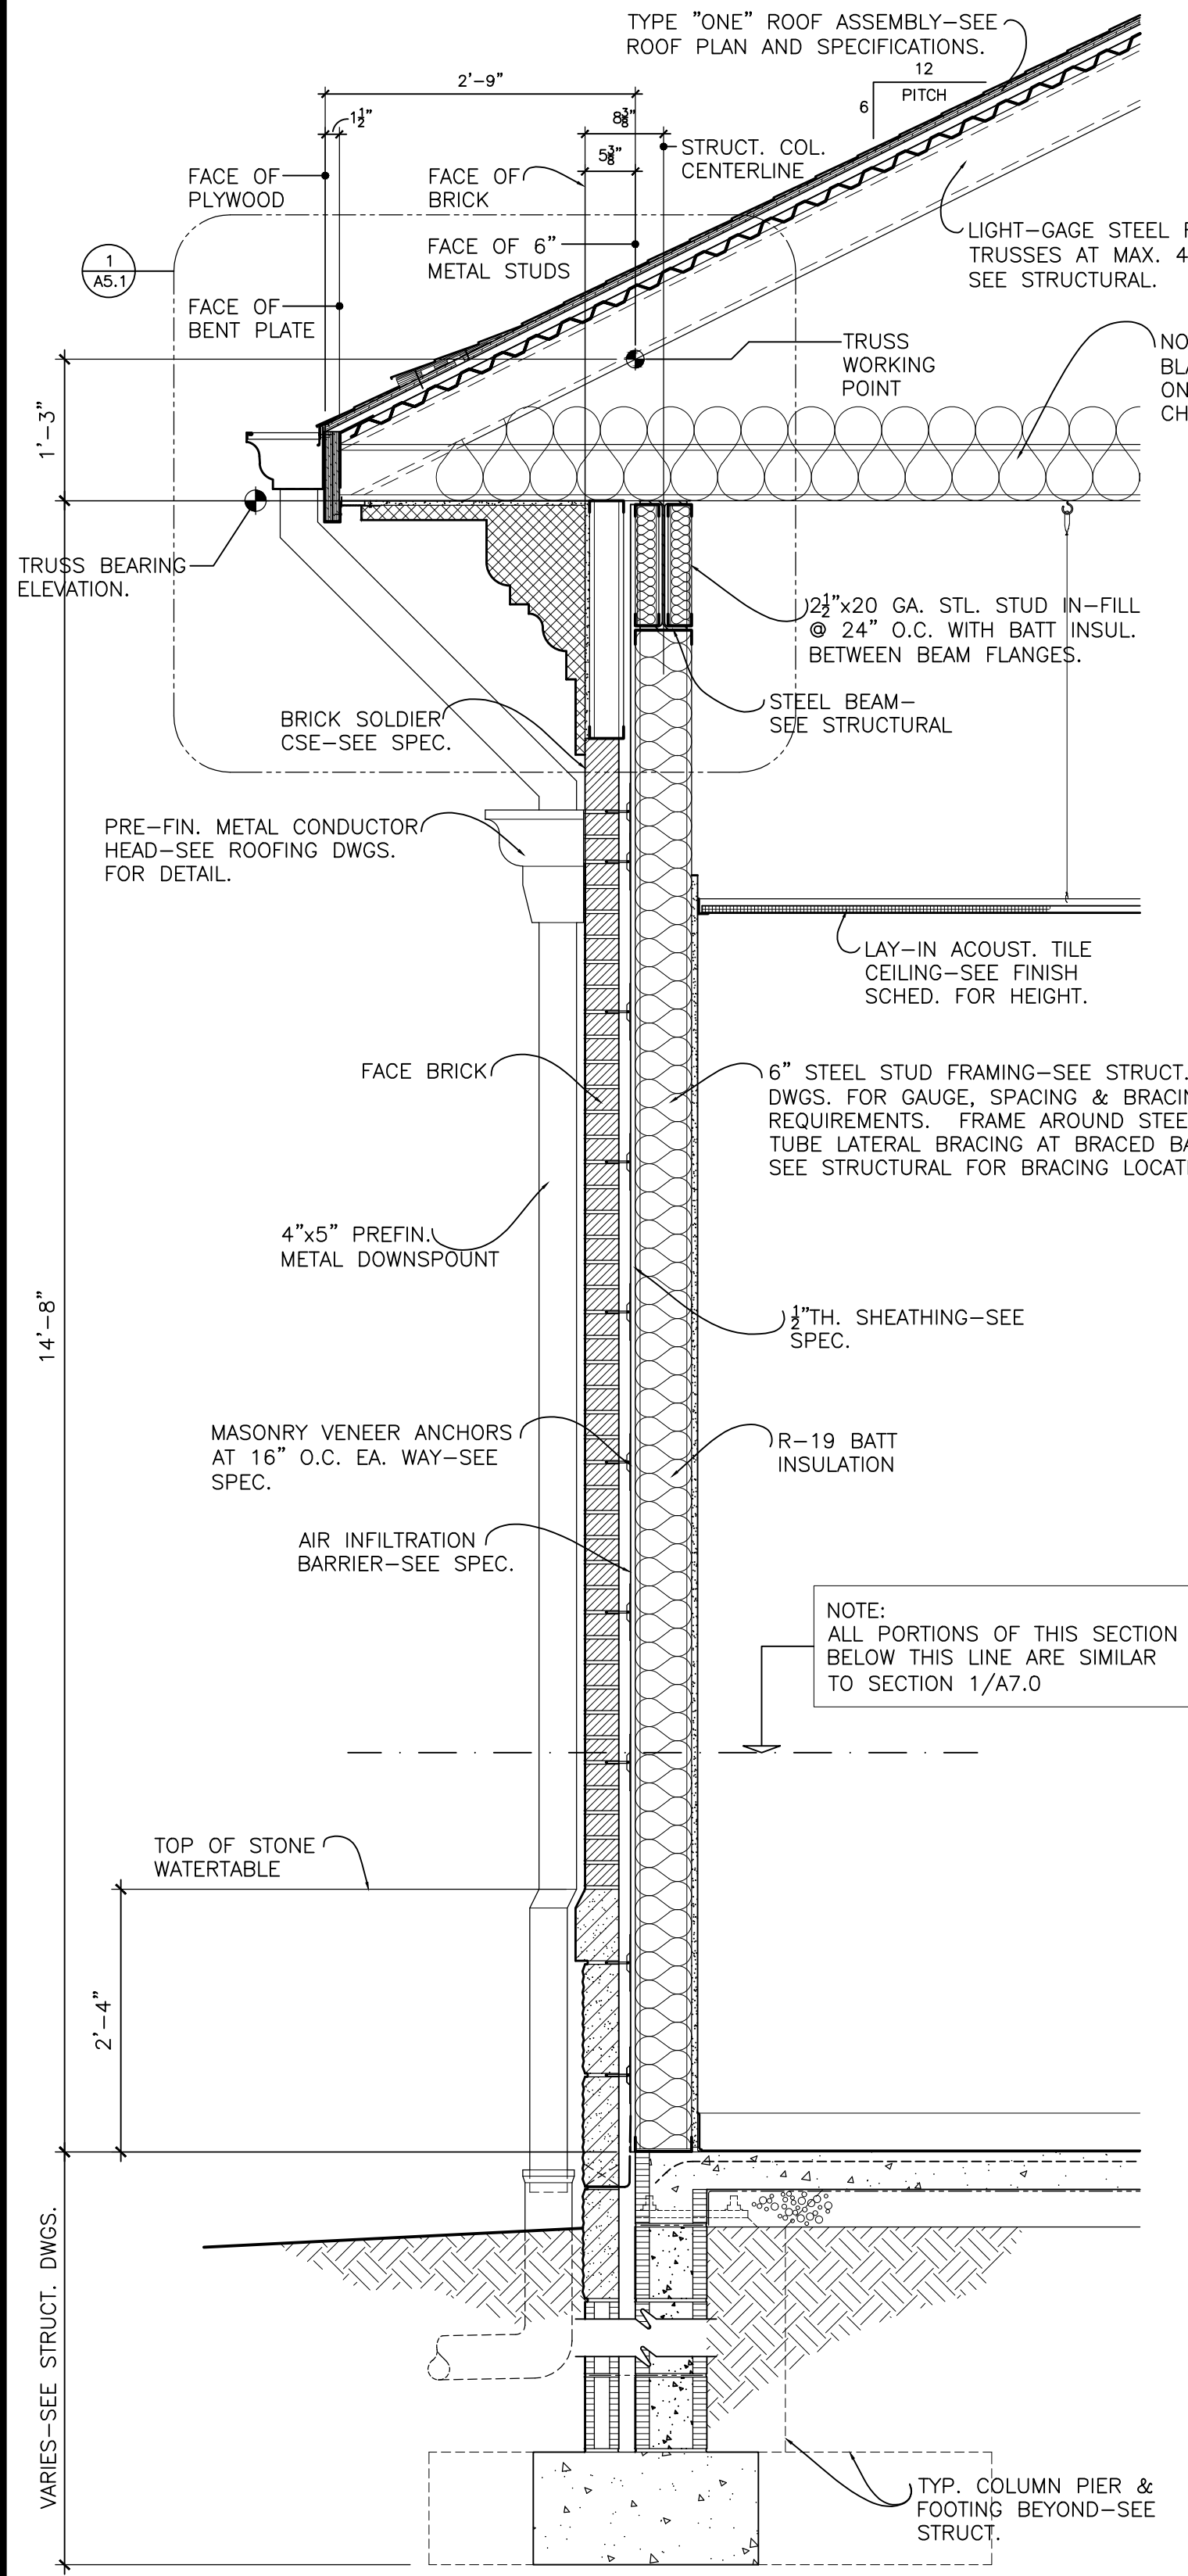 TYPE "ONE" ROOF ASSEMBLY-SEE
ROOF PLAN AND SPECIFICATIONS.
12
PITCH
6
2'-9"
1½"
8⅜"
5⅜"
STRUCT. COL.
CENTERLINE
FACE OF
PLYWOOD
FACE OF
BRICK
FACE OF 6"
METAL STUDS
1
A5.1
FACE OF
BENT PLATE
LIGHT-GAGE STEEL
TRUSSES AT MAX. 4
SEE STRUCTURAL.
TRUSS
WORKING
POINT
NO
BLA
ON
CH
1'-3"
TRUSS BEARING
ELEVATION.
2½"x20 GA. STL. STUD IN-FILL
@ 24" O.C. WITH BATT INSUL.
BETWEEN BEAM FLANGES.
STEEL BEAM-
SEE STRUCTURAL
BRICK SOLDIER
CSE-SEE SPEC.
PRE-FIN. METAL CONDUCTOR
HEAD-SEE ROOFING DWGS.
FOR DETAIL.
LAY-IN ACOUST. TILE
CEILING-SEE FINISH
SCHED. FOR HEIGHT.
FACE BRICK
6" STEEL STUD FRAMING-SEE STRUCT.
DWGS. FOR GAUGE, SPACING & BRACIN
REQUIREMENTS. FRAME AROUND STEE
TUBE LATERAL BRACING AT BRACED BA
SEE STRUCTURAL FOR BRACING LOCATI
4"x5" PREFIN.
METAL DOWNSPOUNT
14'-8"
½"TH. SHEATHING-SEE
SPEC.
MASONRY VENEER ANCHORS
AT 16" O.C. EA. WAY-SEE
SPEC.
R-19 BATT
INSULATION
AIR INFILTRATION
BARRIER-SEE SPEC.
NOTE:
ALL PORTIONS OF THIS SECTION
BELOW THIS LINE ARE SIMILAR
TO SECTION 1/A7.0
TOP OF STONE
WATERTABLE
2'-4"
VARIES-SEE STRUCT. DWGS.
TYP. COLUMN PIER &
FOOTING BEYOND-SEE
STRUCT.